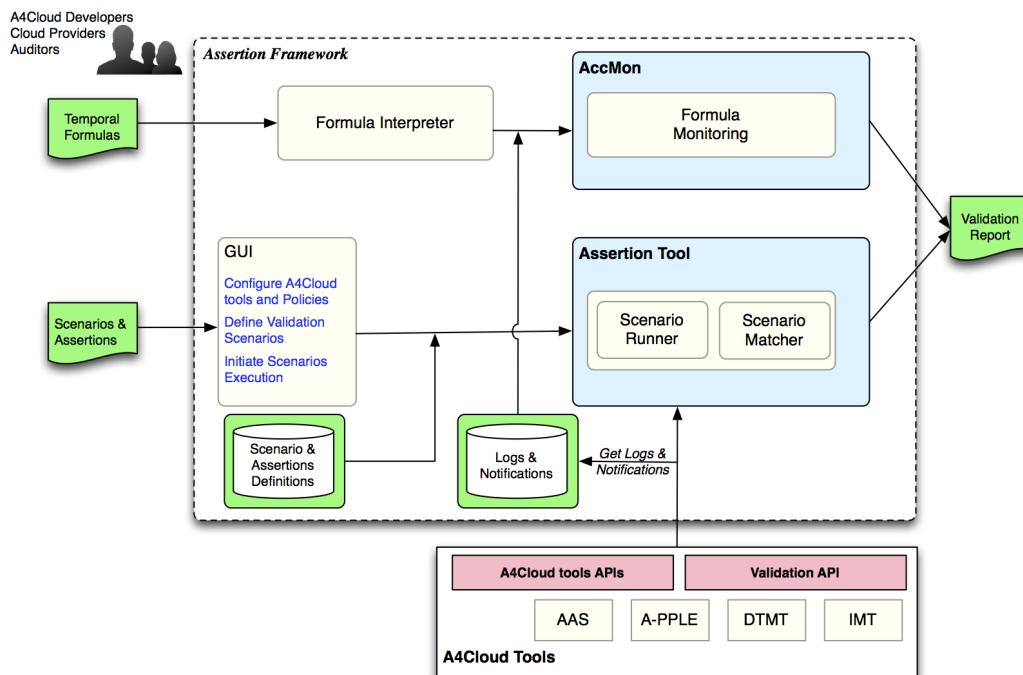 A4Cloud Developers
Cloud Providers
Auditors
Assertion Framework
AccMon
Temporal
Formulas
Formula Interpreter
Formula
Monitoring
Validation
Report
GUI
Configure A4Cloud
tools and Policies
Define Validation
Scenarios
Initiate Scenarios
Execution
Assertion Tool
Scenarios &
Assertions
Scenario
Runner
Scenario
Matcher
Scenario &
Assertions
Definitions
Logs &
Notifications
Get Logs &
Notifications
A4Cloud tools APIs
Validation API
AAS
A-PPLE
DTMT
IMT
A4Cloud Tools